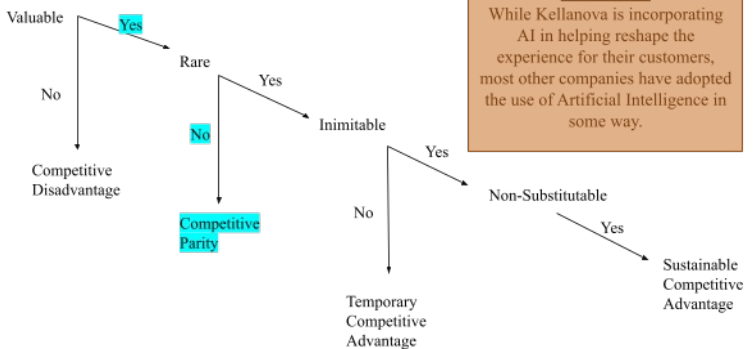 While Kellanova is incorporating
AI in helping reshape the
experience for their customers,
most other companies have adopted
the use of Artificial Intelligence in
some way.
Valuable
Yes
No
Rare
Yes
No
Inimitable
Yes
No
Non-Substitutable
Yes
Competitive
Disadvantage
Competitive
Parity
Temporary
Competitive
Advantage
Sustainable
Competitive
Advantage